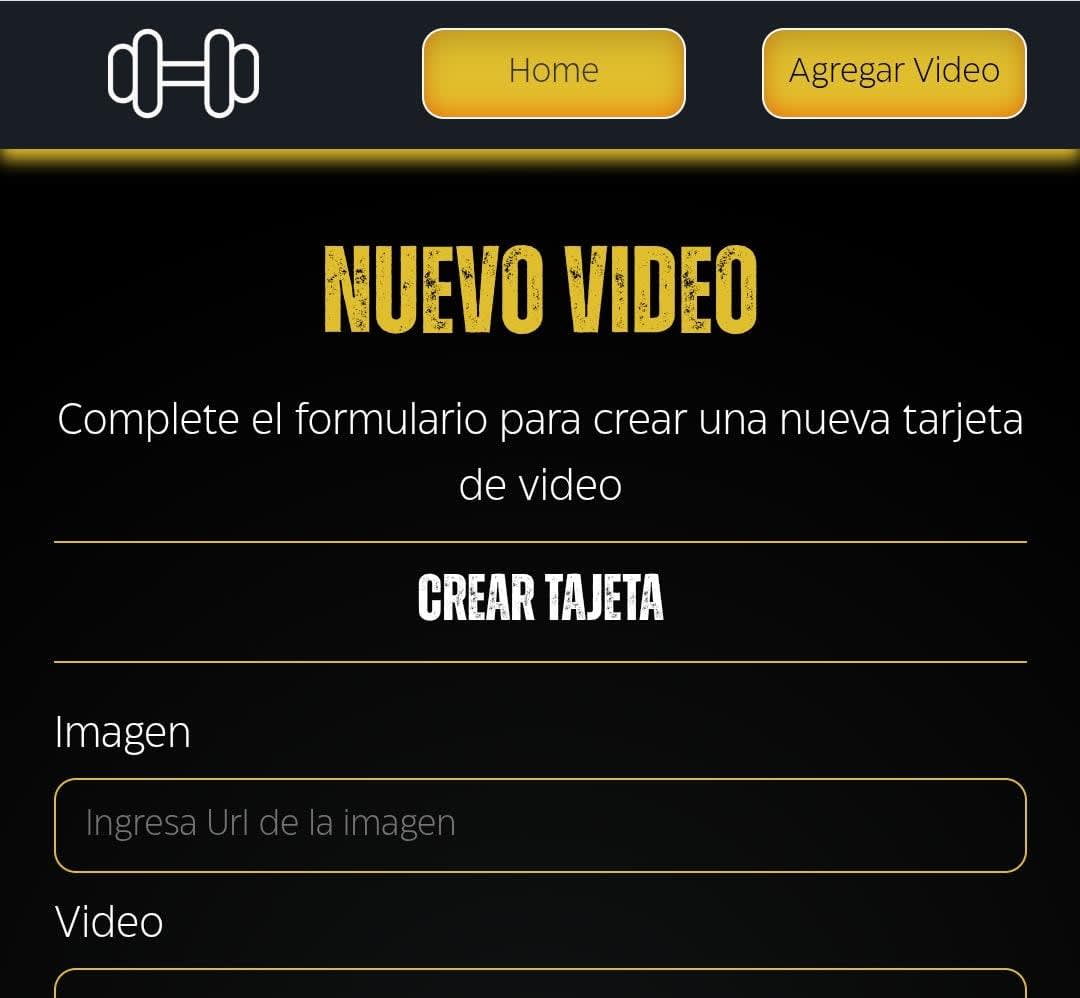 Home
Agregar Video
NUEVO VIDEO
Complete el formulario para crear una nueva tarjeta
de video
CREAR TAJETA
Imagen
Ingresa Url de la imagen
Video